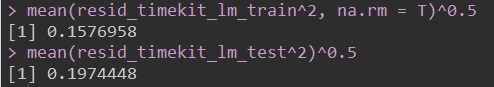 > mean(resid_timekit_lm_train^2, na.rm = T)^0.5
[1] 0.1576958
> mean(resid_timekit_lm_test^2)^0.5
[1] 0.1974448